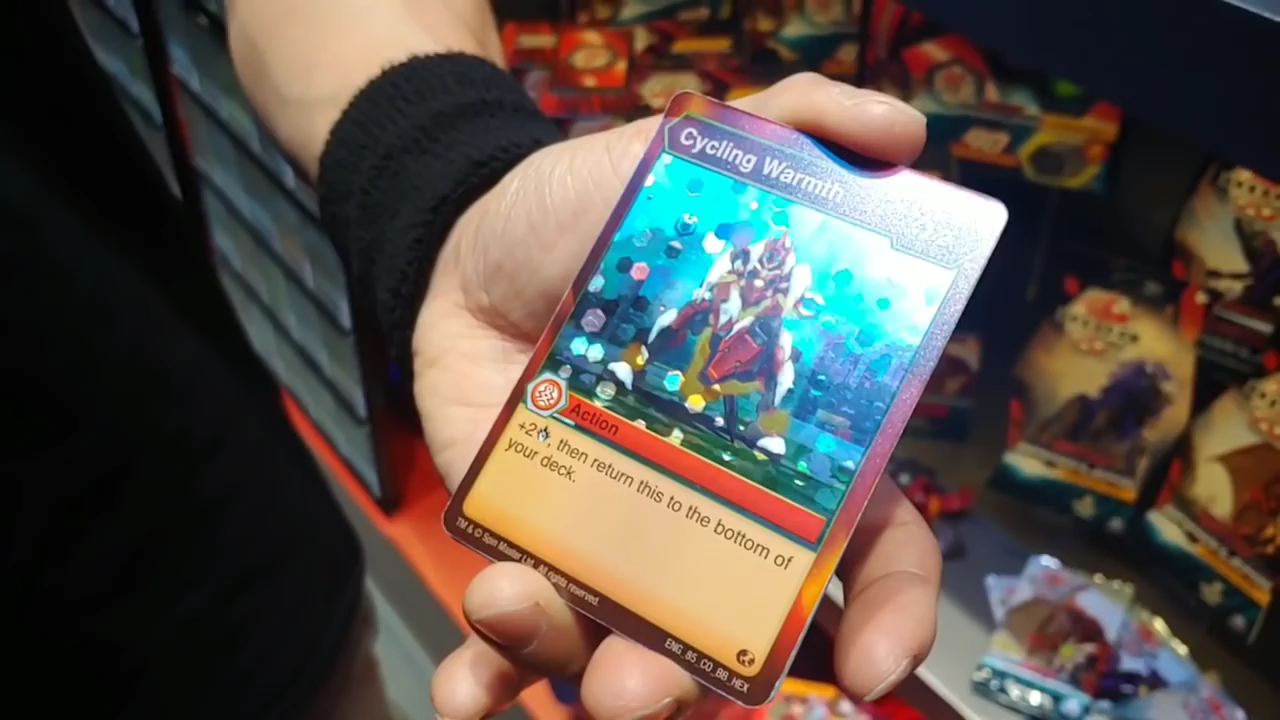 Cycling Warmth
Action
+2, then return this to the bottom of
your deck.
TM & © Spin Master Ltd. All rights reserved.
ENG_85_CO_BB_HEX